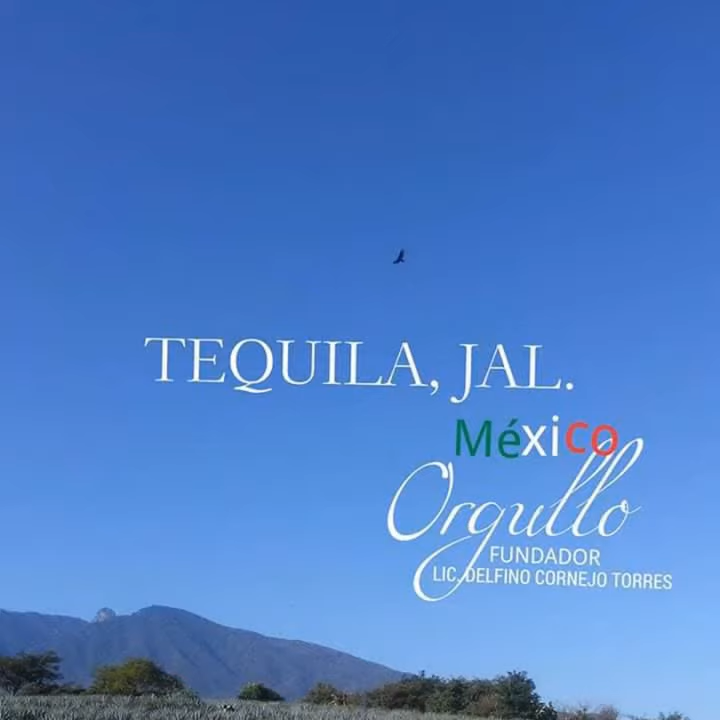 TEQUILA, JAL.
México
Orgullo
FUNDADOR
LIC. DELFINO CORNEJO TORRES